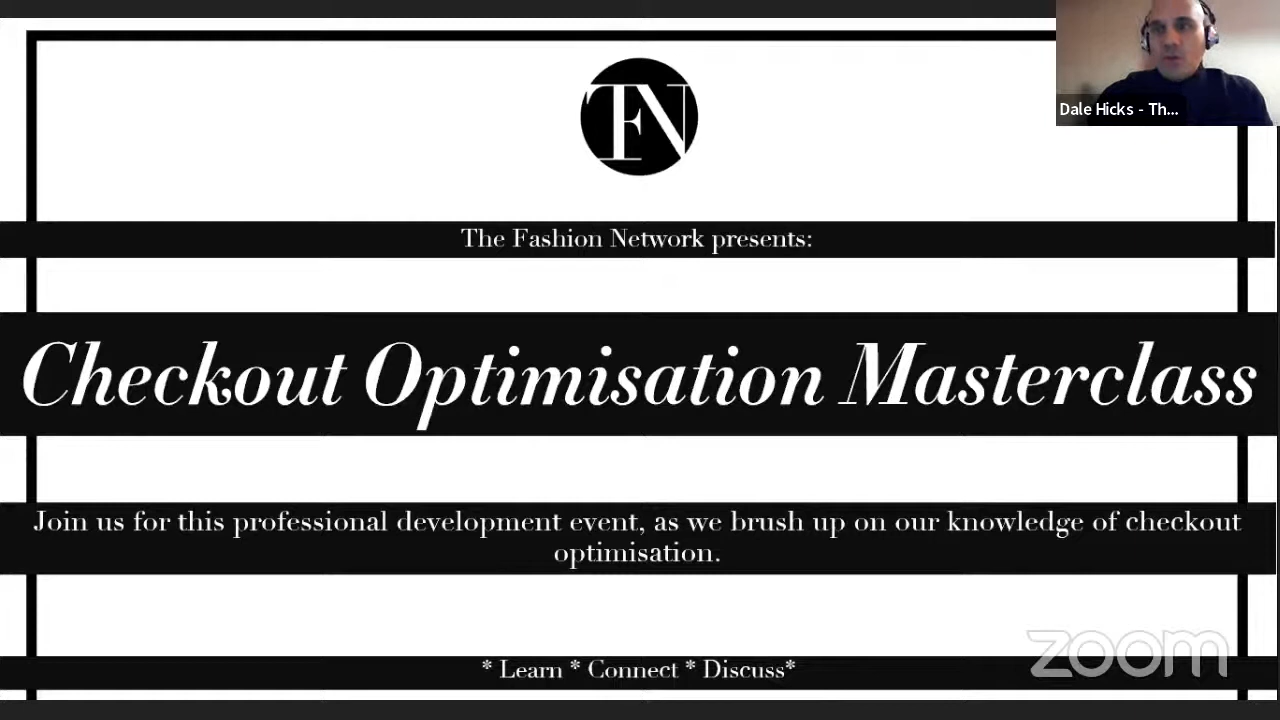 TFN
Dale Hicks - Th...
The Fashion Network presents:
Checkout Optimisation Masterclass
Join us for this professional development event, as we brush up on our knowledge of checkout
optimisation.
zoom
* Learn * Connect * Discuss*